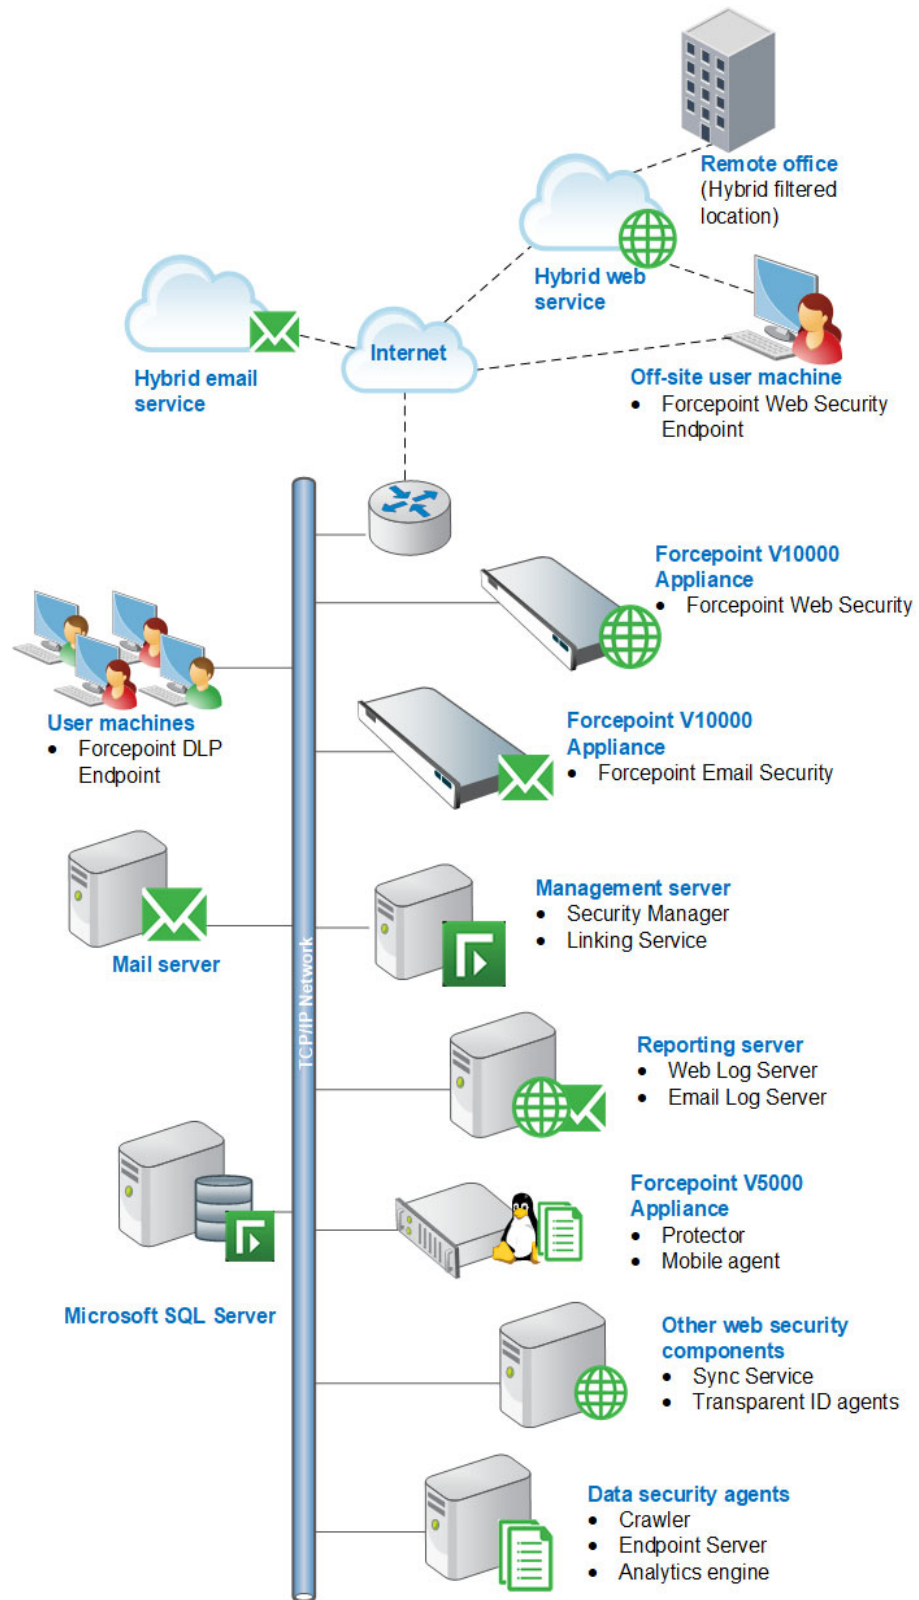 Remote office
(Hybrid filtered
location)
Hybrid web
service
Internet
Hybrid email
service
Off-site user machine
• Forcepoint Web Security
Endpoint
Forcepoint V10000
Appliance
• Forcepoint Web Security
User machines
• Forcepoint DLP
Endpoint
Forcepoint V10000
Appliance
• Forcepoint Email Security
Management server
• Security Manager
• Linking Service
Mail server
TCP/IP Network
Reporting server
• Web Log Server
• Email Log Server
Forcepoint V5000
Appliance
• Protector
• Mobile agent
Microsoft SQL Server
Other web security
components
• Sync Service
• Transparent ID agents
Data security agents
• Crawler
• Endpoint Server
• Analytics engine